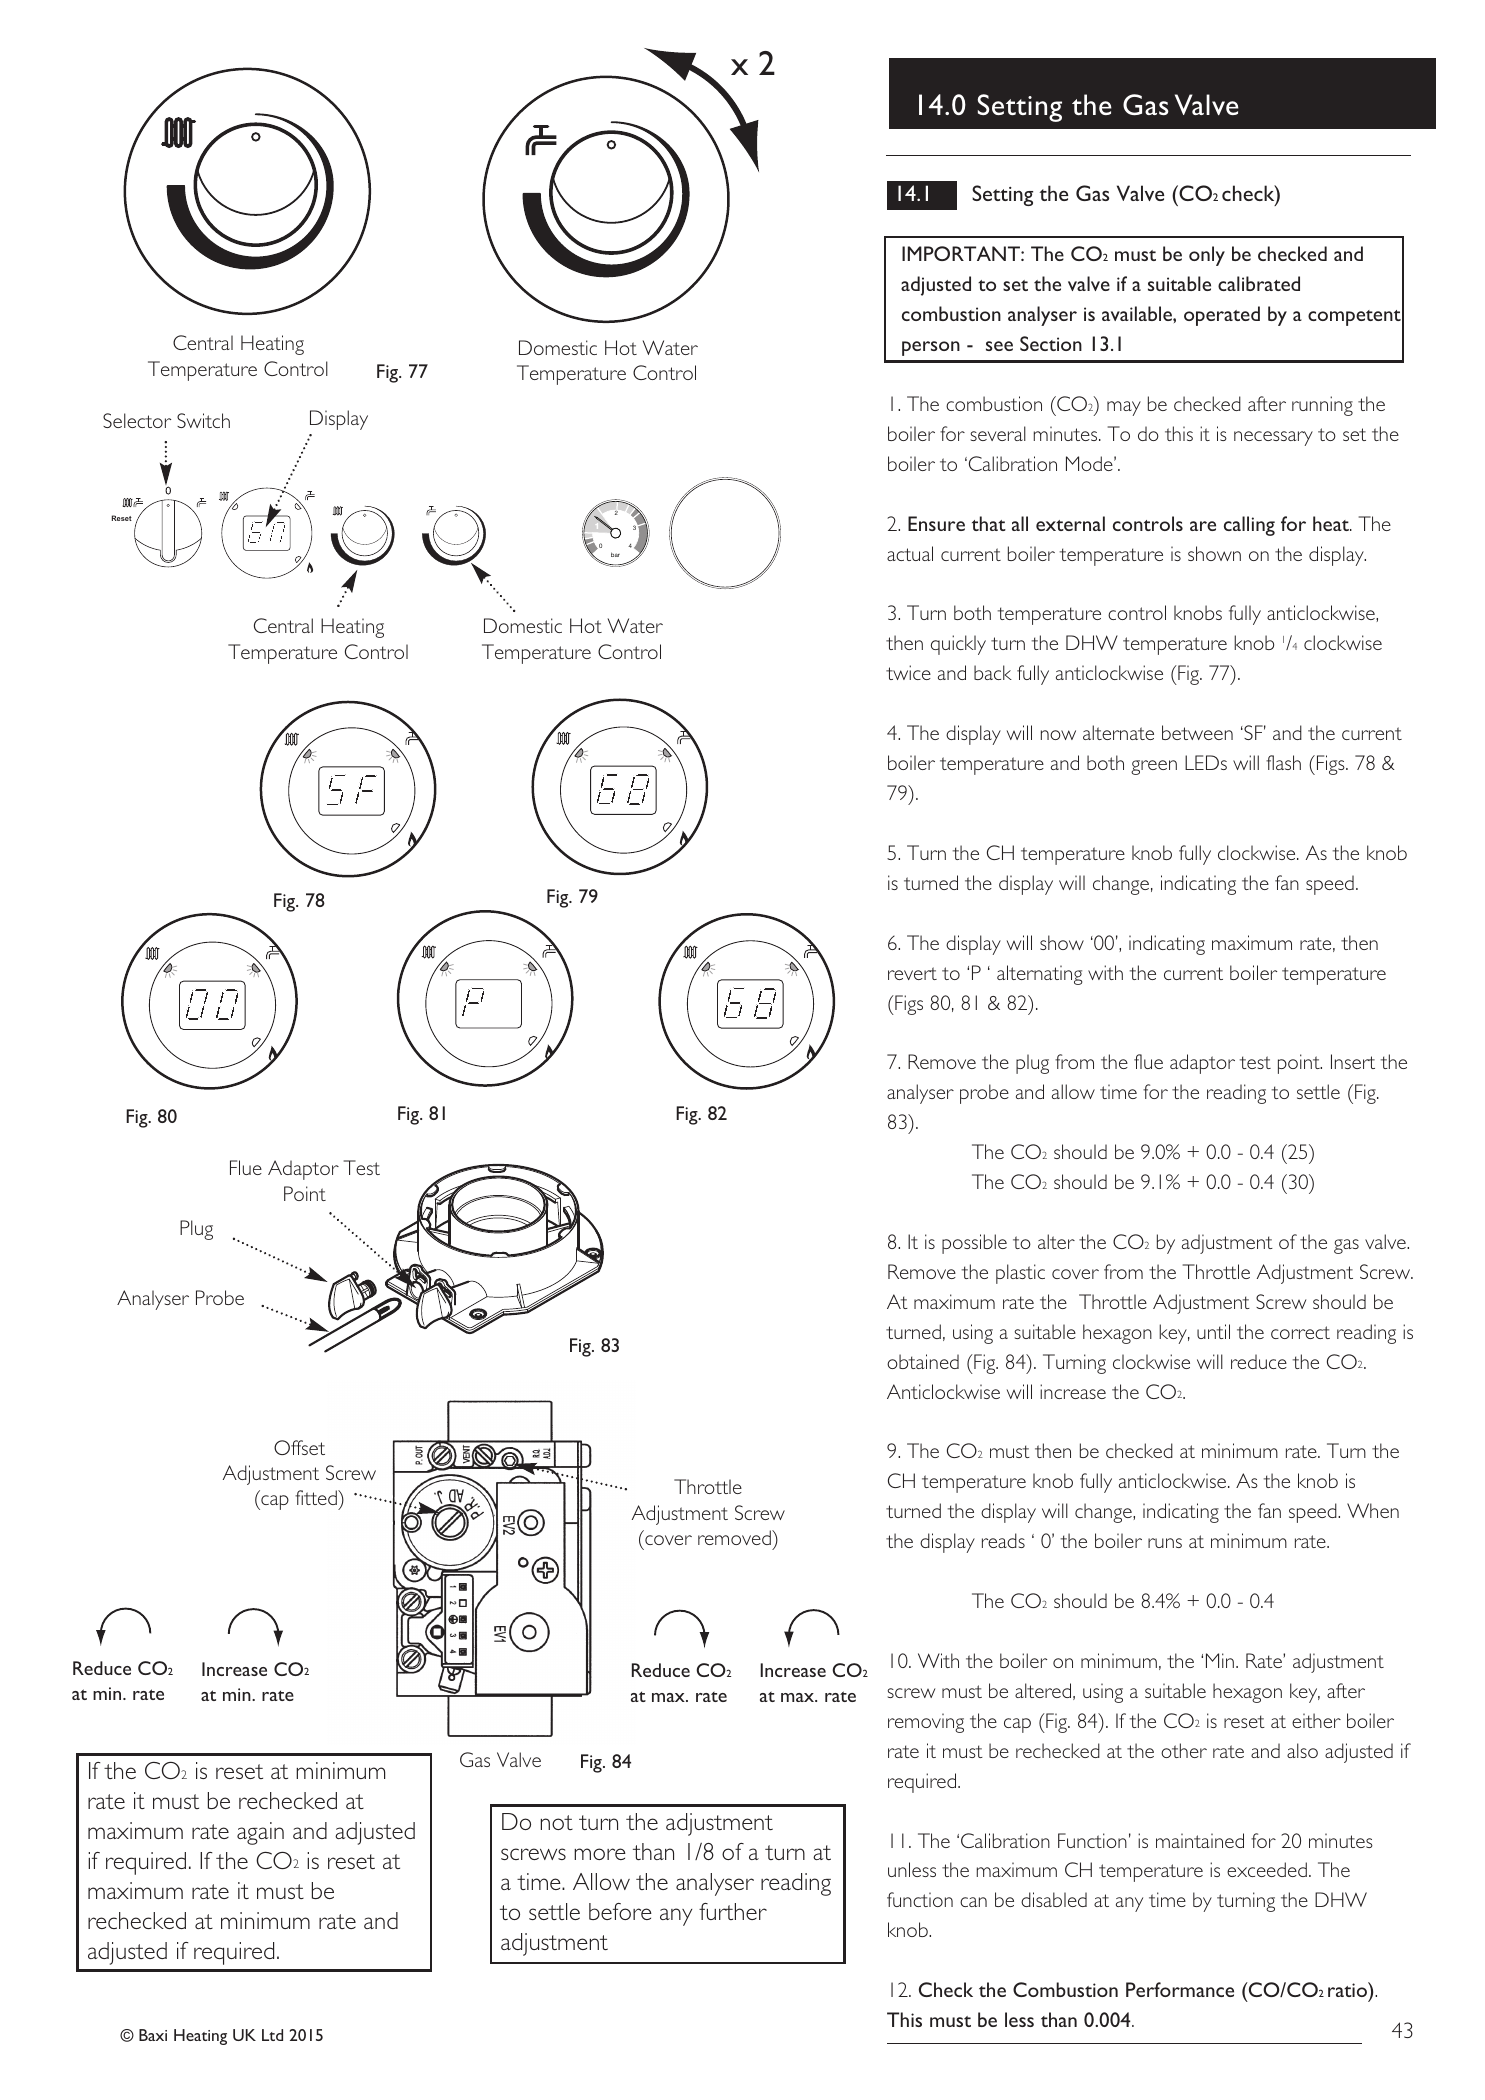 x 2
Central Heating
Temperature Control
Fig. 77
Domestic Hot Water
Temperature Control
Selector Switch
Display
0
Reset
0
1
2
3
4
bar
Central Heating
Temperature Control
Domestic Hot Water
Temperature Control
SF
68
Fig. 78
Fig. 79
00
P
68
Fig. 80
Fig. 81
Fig. 82
Flue Adaptor Test
Point
Plug
Analyser Probe
Fig. 83
Offset
Adjustment Screw
(cap fitted)
P. OUT
VENT
P.R. ADJ.
EV2
EV1
1
2
3
4
Throttle
Adjustment Screw
(cover removed)
Reduce CO₂
at min. rate
Increase CO₂
at min. rate
Reduce CO₂
at max. rate
Increase CO₂
at max. rate
Gas Valve
Fig. 84
If the CO₂ is reset at minimum
rate it must be rechecked at
maximum rate again and adjusted
if required. If the CO₂ is reset at
maximum rate it must be
rechecked at minimum rate and
adjusted if required.
Do not turn the adjustment
screws more than 1/8 of a turn at
a time. Allow the analyser reading
to settle before any further
adjustment
© Baxi Heating UK Ltd 2015
14.0 Setting the Gas Valve
14.1 Setting the Gas Valve (CO₂ check)
IMPORTANT: The CO₂ must be only be checked and
adjusted to set the valve if a suitable calibrated
combustion analyser is available, operated by a competent
person - see Section 13.1
1. The combustion (CO₂) may be checked after running the
boiler for several minutes. To do this it is necessary to set the
boiler to ‘Calibration Mode’.
2. Ensure that all external controls are calling for heat. The
actual current boiler temperature is shown on the display.
3. Turn both temperature control knobs fully anticlockwise,
then quickly turn the DHW temperature knob ¹/₄ clockwise
twice and back fully anticlockwise (Fig. 77).
4. The display will now alternate between ‘SF’ and the current
boiler temperature and both green LEDs will flash (Figs. 78 &
79).
5. Turn the CH temperature knob fully clockwise. As the knob
is turned the display will change, indicating the fan speed.
6. The display will show ‘00’, indicating maximum rate, then
revert to ‘P ‘ alternating with the current boiler temperature
(Figs 80, 81 & 82).
7. Remove the plug from the flue adaptor test point. Insert the
analyser probe and allow time for the reading to settle (Fig.
83).
The CO₂ should be 9.0% + 0.0 - 0.4 (25)
The CO₂ should be 9.1% + 0.0 - 0.4 (30)
8. It is possible to alter the CO₂ by adjustment of the gas valve.
Remove the plastic cover from the Throttle Adjustment Screw.
At maximum rate the Throttle Adjustment Screw should be
turned, using a suitable hexagon key, until the correct reading is
obtained (Fig. 84). Turning clockwise will reduce the CO₂.
Anticlockwise will increase the CO₂.
9. The CO₂ must then be checked at minimum rate. Turn the
CH temperature knob fully anticlockwise. As the knob is
turned the display will change, indicating the fan speed. When
the display reads ‘ 0’ the boiler runs at minimum rate.
The CO₂ should be 8.4% + 0.0 - 0.4
10. With the boiler on minimum, the ‘Min. Rate’ adjustment
screw must be altered, using a suitable hexagon key, after
removing the cap (Fig. 84). If the CO₂ is reset at either boiler
rate it must be rechecked at the other rate and also adjusted if
required.
11. The ‘Calibration Function’ is maintained for 20 minutes
unless the maximum CH temperature is exceeded. The
function can be disabled at any time by turning the DHW
knob.
12. Check the Combustion Performance (CO/CO₂ ratio).
This must be less than 0.004.
43